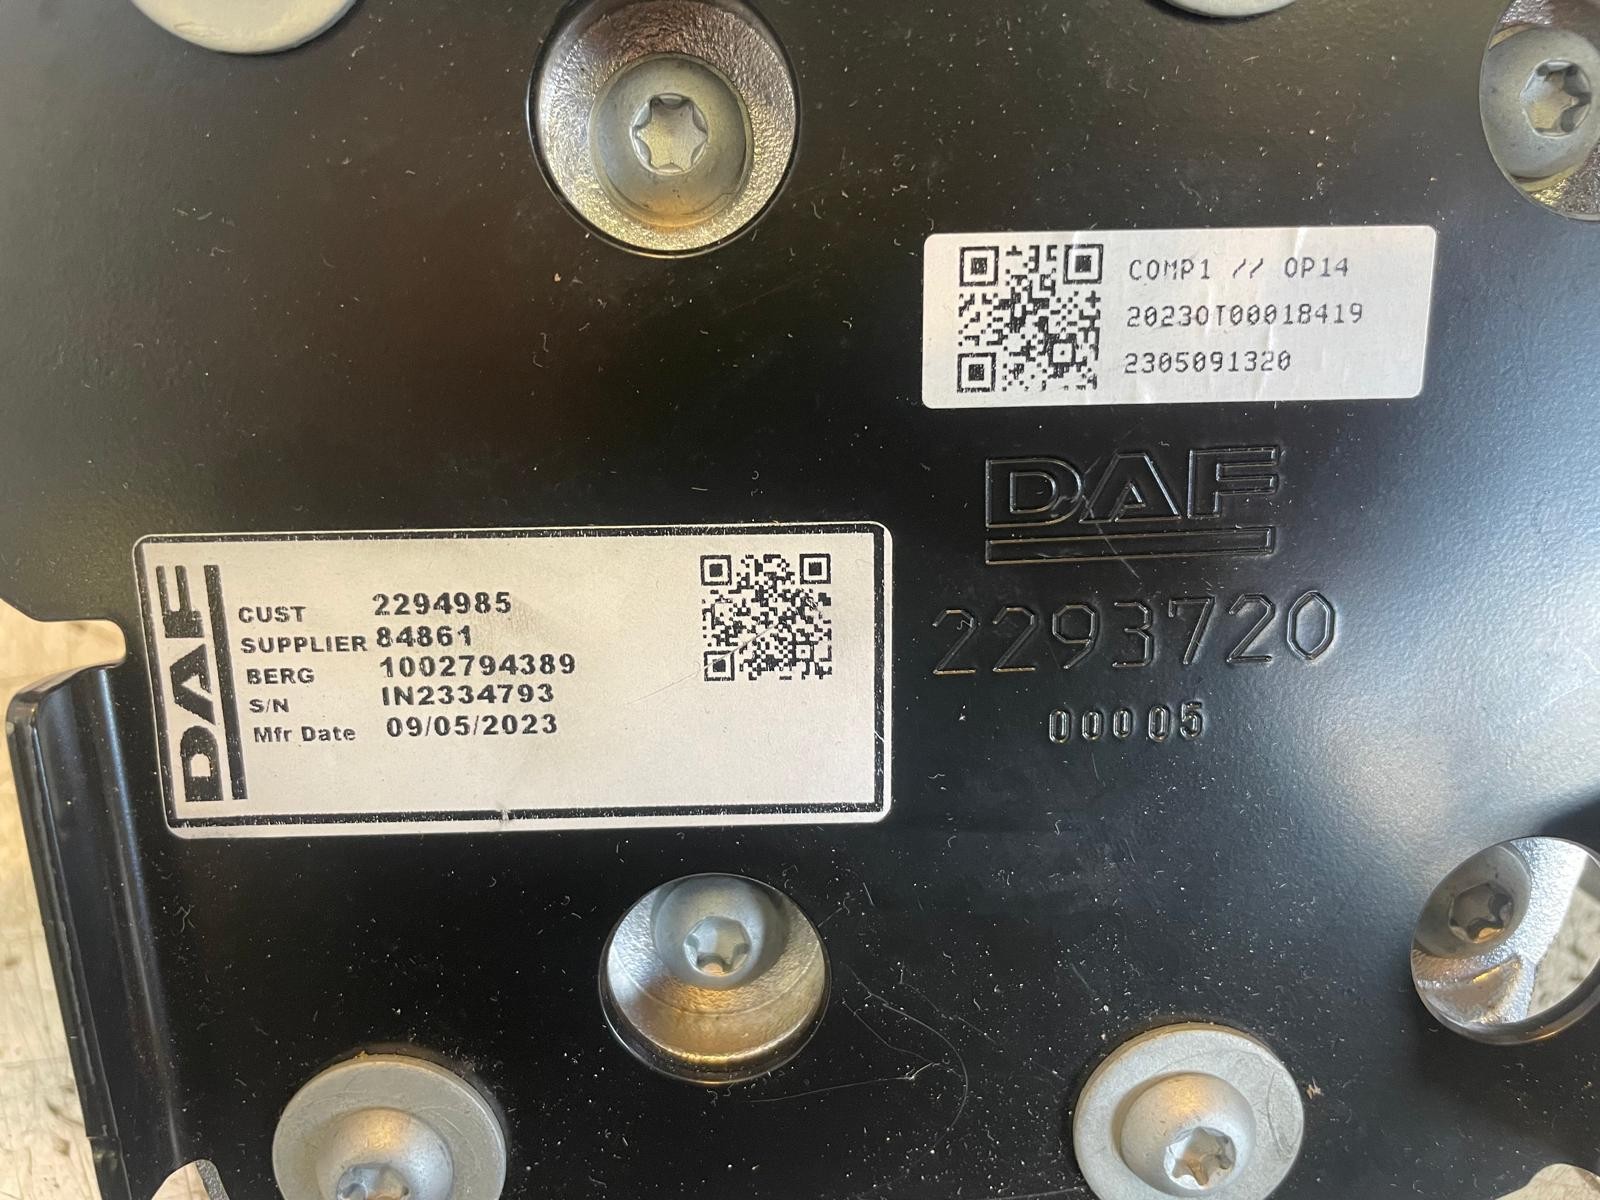 COMP1 // OP14
20230T00018419
2305091320
DAF
2293720
00005
DAF
CUST 2294985
SUPPLIER 84861
BERG 1002794389
S/N IN2334793
Mfr Date 09/05/2023